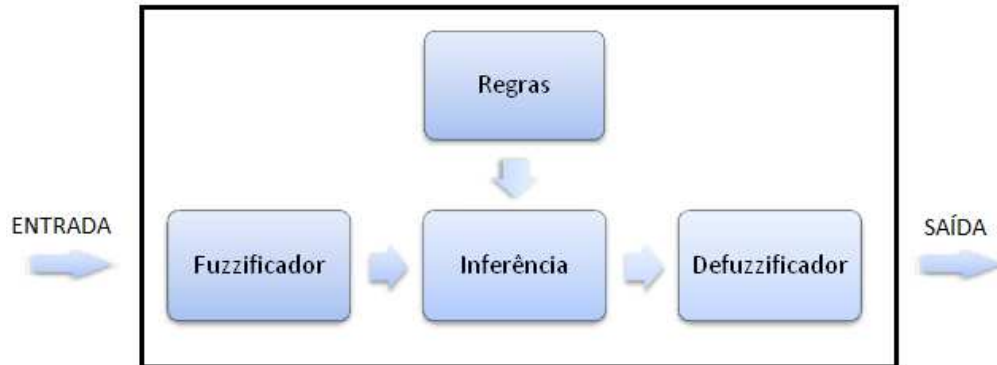 Regras
ENTRADA
SAÍDA
Fuzzificador
Inferência
Defuzzificador